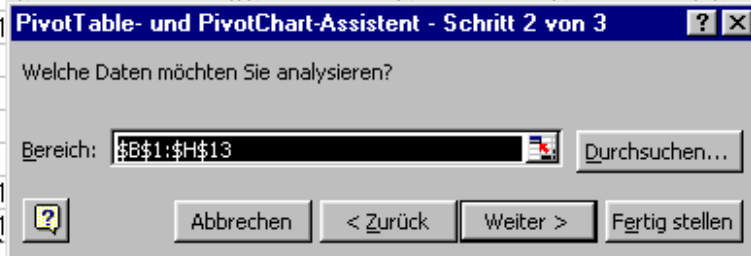 PivotTable- und PivotChart-Assistent - Schritt 2 von 3 ? X
Welche Daten möchten Sie analysieren?
Bereich: $B$1:$H$13 Durchsuchen...
? Abbrechen < Zurück Weiter > Fertig stellen